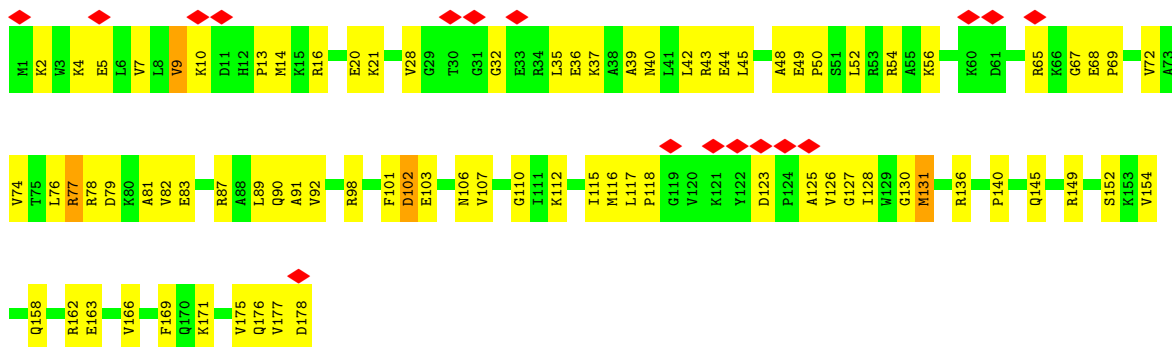 M1 K2 W3 K4 E5 L6 V7 L8 V9 K10 D11 H12 P13 M14 K15 R16 E20 K21 V28 G29 T30 G31 G32 E33 R34 L35 E36 K37 A38 A39 N40 L41 L42 R43 E44 L45 A48 E49 P50 S51 L52 R53 R54 A55 K56 K60 D61 R65 K66 G67 E68 P69 V72 A73
V74 T75 L76 R77 R78 D79 K80 A81 V82 E83 R87 A88 L89 Q90 A91 V92 R98 F101 D102 E103 N106 V107 G110 I111 K112 I115 M116 L117 P118 G119 V120 K121 Y122 D123 P124 A125 V126 G127 I128 W129 G130 M131 R136 P140 Q145 R149 S152 K153 V154
Q158 R162 E163 V166 F169 Q170 K171 V175 Q176 V177 D178